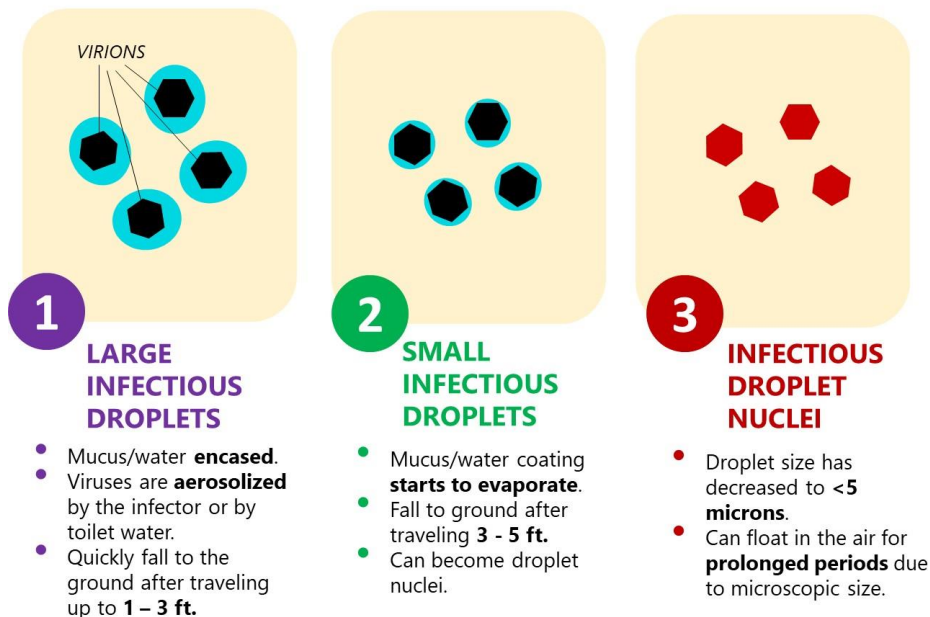 VIRIONS
1
LARGE
INFECTIOUS
DROPLETS
• Mucus/water encased.
• Viruses are aerosolized
by the infector or by
toilet water.
• Quickly fall to the
ground after traveling
up to 1 – 3 ft.
2
SMALL
INFECTIOUS
DROPLETS
• Mucus/water coating
starts to evaporate.
• Fall to ground after
traveling 3 - 5 ft.
• Can become droplet
nuclei.
3
INFECTIOUS
DROPLET
NUCLEI
• Droplet size has
decreased to <5
microns.
• Can float in the air for
prolonged periods due
to microscopic size.